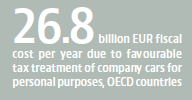 26.8 billion EUR fiscal
cost per year due to favourable
tax treatment of company cars for
personal purposes, OECD countries